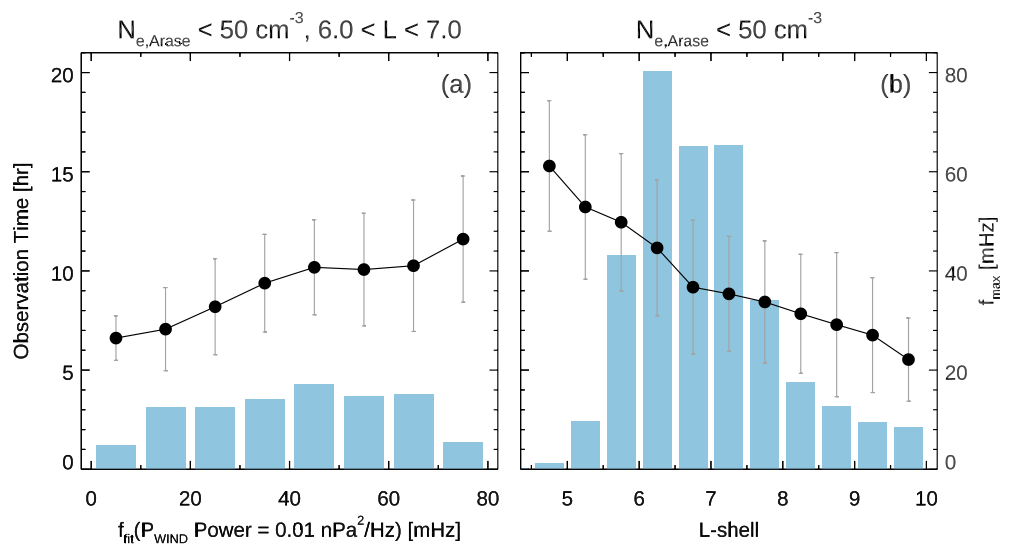 N_e,Arase < 50 cm^-3, 6.0 < L < 7.0
N_e,Arase < 50 cm^-3
(a)
(b)
Observation Time [hr]
20
15
10
5
0
80
60
40
20
0
f_max [mHz]
0 20 40 60 80
5 6 7 8 9 10
f_fit(P_WIND Power = 0.01 nPa^2/Hz) [mHz]
L-shell